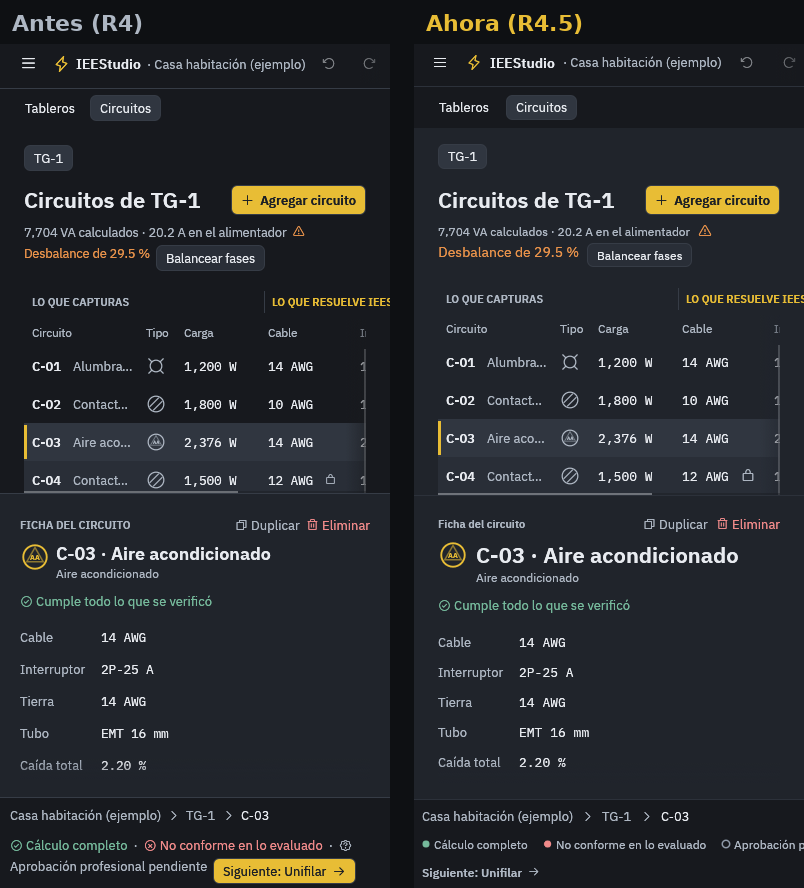 Antes (R4)
IEEStudio · Casa habitación (ejemplo)
Tableros Circuitos
TG-1
Circuitos de TG-1 + Agregar circuito
7,704 VA calculados · 20.2 A en el alimentador
Desbalance de 29.5 % Balancear fases
LO QUE CAPTURAS LO QUE RESUELVE IEES
Circuito Tipo Carga Cable
C-01 Alumbra... 1,200 W 14 AWG
C-02 Contact... 1,800 W 10 AWG
C-03 Aire aco... AA 2,376 W 14 AWG
C-04 Contact... 1,500 W 12 AWG
FICHA DEL CIRCUITO Duplicar Eliminar
AA C-03 · Aire acondicionado
Aire acondicionado
Cumple todo lo que se verificó
Cable 14 AWG
Interruptor 2P-25 A
Tierra 14 AWG
Tubo EMT 16 mm
Caída total 2.20 %
Casa habitación (ejemplo) > TG-1 > C-03
Cálculo completo · No conforme en lo evaluado ·
Aprobación profesional pendiente Siguiente: Unifilar →
Ahora (R4.5)
IEEStudio · Casa habitación (ejemplo)
Tableros Circuitos
TG-1
Circuitos de TG-1 + Agregar circuito
7,704 VA calculados · 20.2 A en el alimentador
Desbalance de 29.5 % Balancear fases
LO QUE CAPTURAS LO QUE RESUELVE IEES
Circuito Tipo Carga Cable
C-01 Alumbra... 1,200 W 14 AWG
C-02 Contact... 1,800 W 10 AWG
C-03 Aire aco... AA 2,376 W 14 AWG
C-04 Contact... 1,500 W 12 AWG
Ficha del circuito Duplicar Eliminar
AA C-03 · Aire acondicionado
Aire acondicionado
Cumple todo lo que se verificó
Cable 14 AWG
Interruptor 2P-25 A
Tierra 14 AWG
Tubo EMT 16 mm
Caída total 2.20 %
Casa habitación (ejemplo) > TG-1 > C-03
Cálculo completo No conforme en lo evaluado Aprobación p
Siguiente: Unifilar →